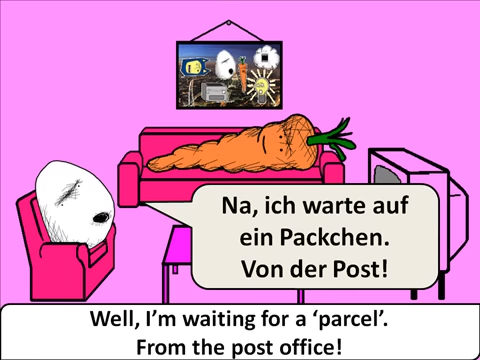 Na, ich warte auf
ein Packchen.
Von der Post!
Well, I'm waiting for a ‘parcel’.
From the post office!